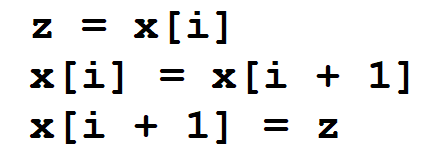 z = x[i]
x[i] = x[i + 1]
x[i + 1] = z